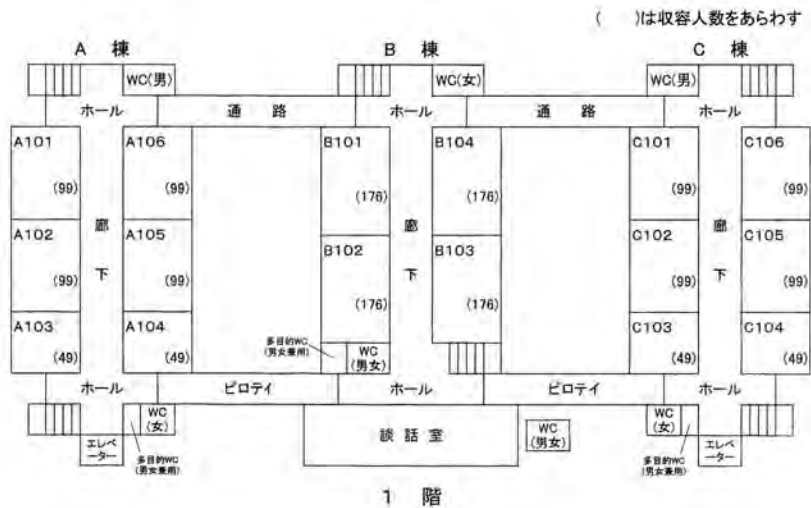 (　　)は収容人数をあらわす
A 棟
B 棟
C 棟
WC(男)
WC(女)
WC(男)
ホール
通 路
ホール
通 路
ホール
A101
(99)
A106
(99)
B101
(176)
B104
(176)
C101
(99)
C106
(99)
廊下
廊下
廊下
A102
(99)
A105
(99)
B102
(176)
B103
(176)
C102
(99)
C105
(99)
A103
(49)
A104
(49)
多目的WC
(男女兼用)
WC
(男女)
C103
(49)
C104
(49)
ホール
ピロテイ
ホール
ピロテイ
ホール
WC
(女)
談 話 室
WC
(男女)
WC
(女)
エレベ
ーター
多目的WC
(男女兼用)
多目的WC
(男女兼用)
エレベ
ーター
1 階